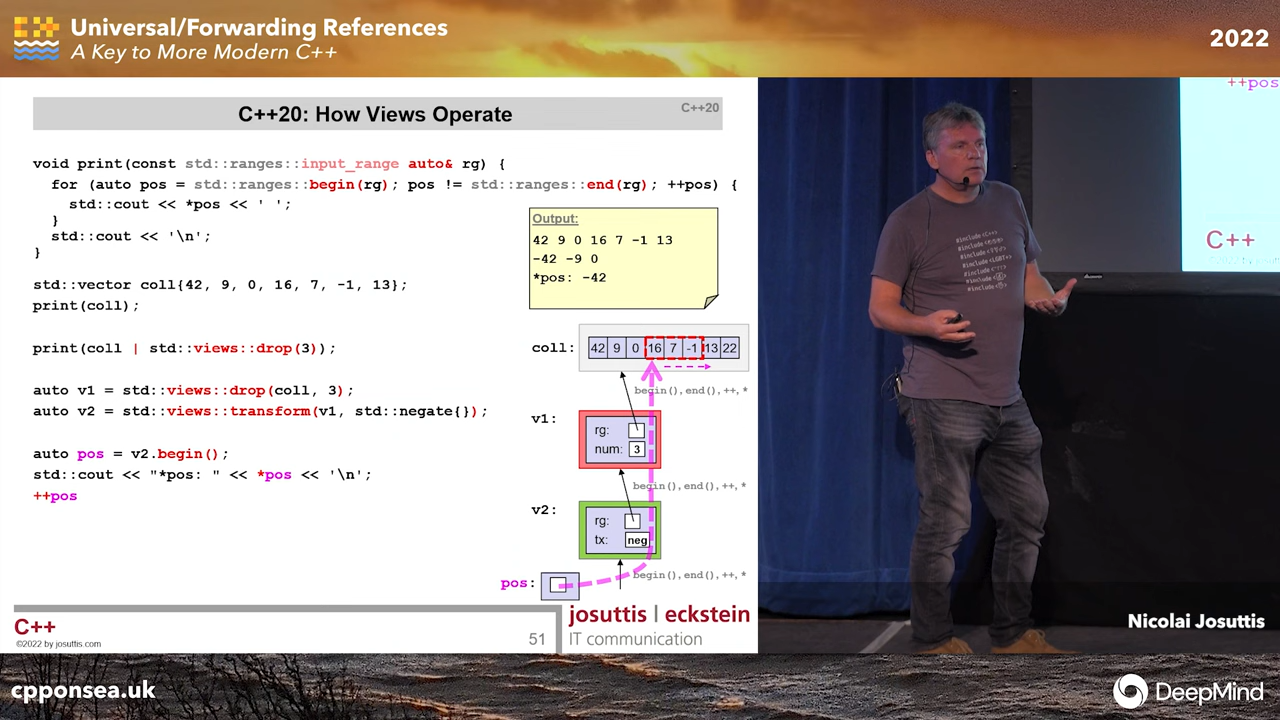 Universal/Forwarding References
A Key to More Modern C++
2022
C++20: How Views Operate
C++20
void print(const std::ranges::input_range auto& rg) {
for (auto pos = std::ranges::begin(rg); pos != std::ranges::end(rg); ++pos) {
std::cout << *pos << ' ';
}
std::cout << '\n';
}
std::vector coll{42, 9, 0, 16, 7, -1, 13};
print(coll);
print(coll | std::views::drop(3));
auto v1 = std::views::drop(coll, 3);
auto v2 = std::views::transform(v1, std::negate{});
auto pos = v2.begin();
std::cout << "*pos: " << *pos << '\n';
++pos
Output:
42 9 0 16 7 -1 13
-42 -9 0
*pos: -42
coll: 42 9 0 16 7 -1 13 22
begin(), end(), ++, *
v1:
rg:
num: 3
begin(), end(), ++, *
v2:
rg:
tx: neg
begin(), end(), ++, *
pos:
C++
©2022 by josuttis.com
51
josuttis | eckstein
IT communication
++pos
C++
#include <C++>
Nicolai Josuttis
cpponsea.uk
DeepMind